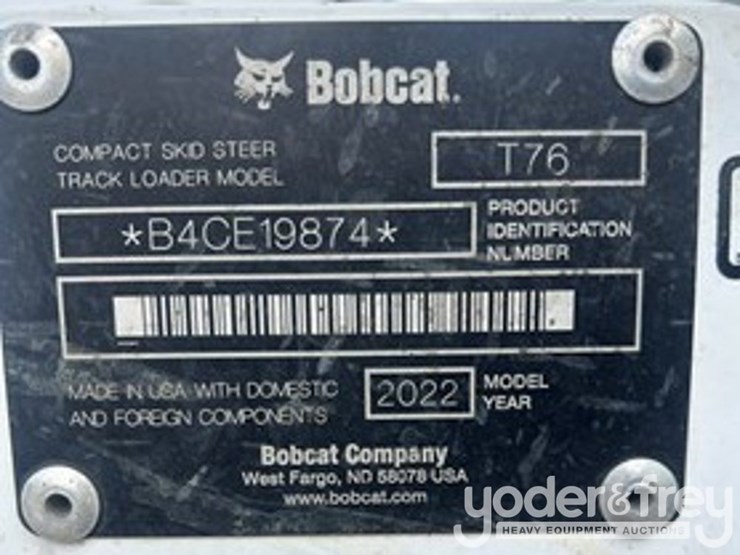 Bobcat.
COMPACT SKID STEER
TRACK LOADER MODEL
T76
*B4CE19874*
PRODUCT
IDENTIFICATION
NUMBER
MADE IN USA WITH DOMESTIC
AND FOREIGN COMPONENTS
2022
MODEL
YEAR
Bobcat Company
West Fargo, ND 58078 USA
www.bobcat.com
yoder&frey
HEAVY EQUIPMENT AUCTIONS